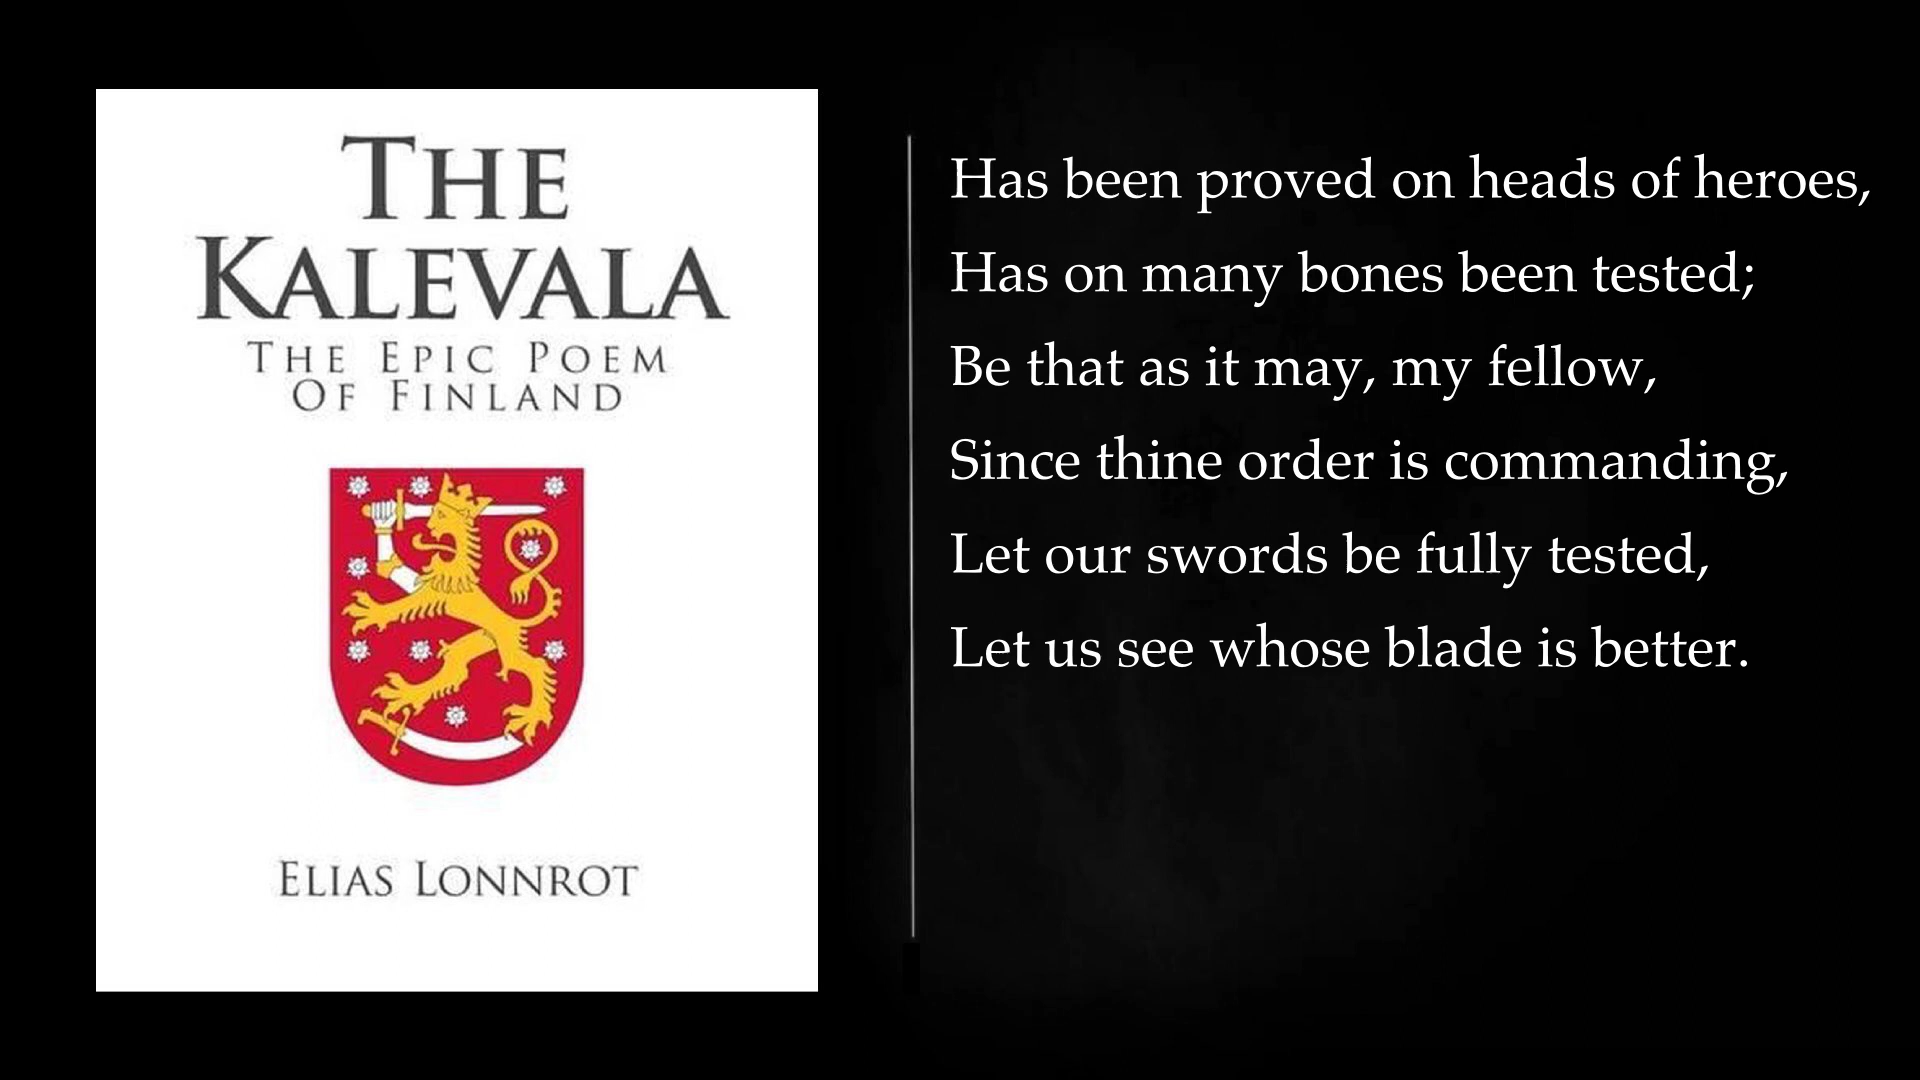 THE
KALEVALA
THE EPIC POEM
OF FINLAND
ELIAS LONNROT
Has been proved on heads of heroes,
Has on many bones been tested;
Be that as it may, my fellow,
Since thine order is commanding,
Let our swords be fully tested,
Let us see whose blade is better.